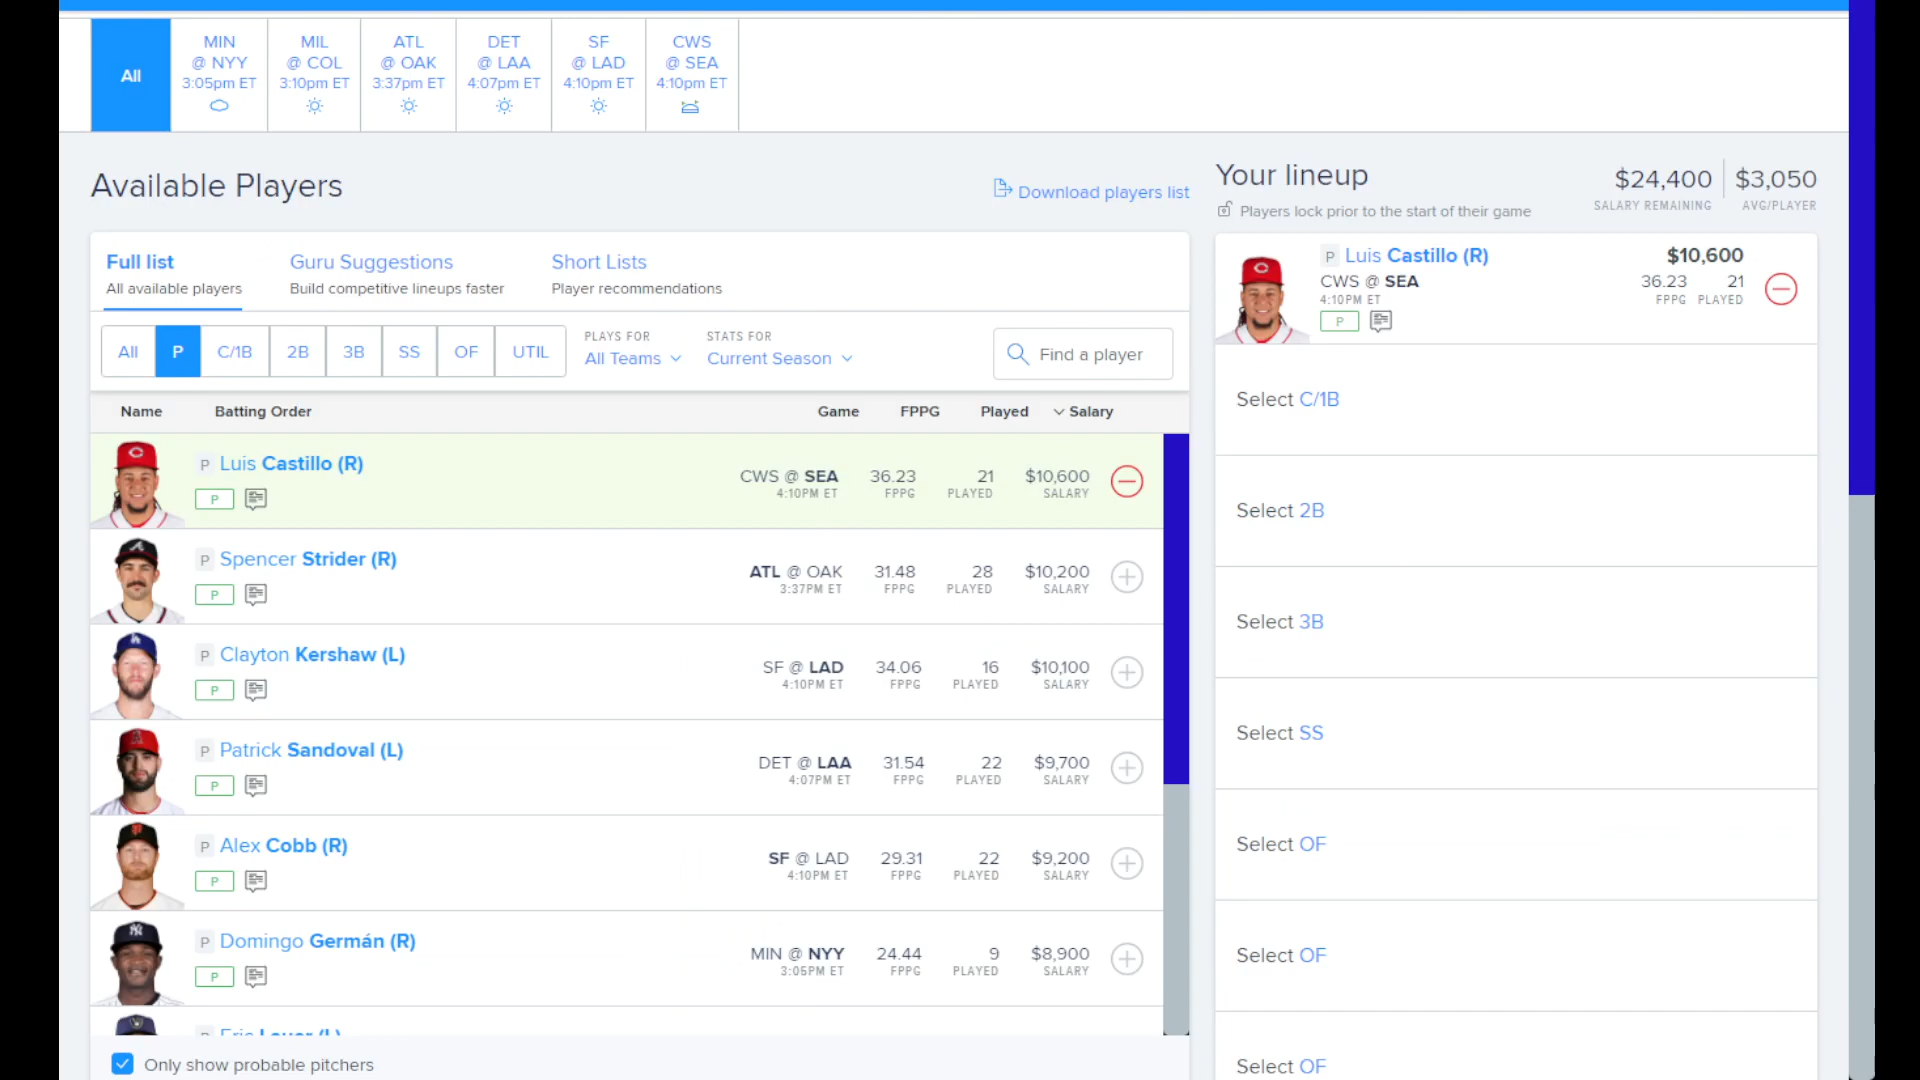 All
MIN
@ NYY
3:05pm ET
MIL
@ COL
3:10pm ET
ATL
@ OAK
3:37pm ET
DET
@ LAA
4:07pm ET
SF
@ LAD
4:10pm ET
CWS
@ SEA
4:10pm ET
Available Players
Download players list
Full list
All available players
Guru Suggestions
Build competitive lineups faster
Short Lists
Player recommendations
All P C/1B 2B 3B SS OF UTIL
PLAYS FOR
All Teams
STATS FOR
Current Season
Find a player
Name Batting Order Game FPPG Played Salary
P Luis Castillo (R)
P
CWS @ SEA 36.23 21 $10,600
4:10PM ET FPPG PLAYED SALARY
P Spencer Strider (R)
P
ATL @ OAK 31.48 28 $10,200
3:37PM ET FPPG PLAYED SALARY
P Clayton Kershaw (L)
P
SF @ LAD 34.06 16 $10,100
4:10PM ET FPPG PLAYED SALARY
P Patrick Sandoval (L)
P
DET @ LAA 31.54 22 $9,700
4:07PM ET FPPG PLAYED SALARY
P Alex Cobb (R)
P
SF @ LAD 29.31 22 $9,200
4:10PM ET FPPG PLAYED SALARY
P Domingo Germán (R)
P
MIN @ NYY 24.44 9 $8,900
3:05PM ET FPPG PLAYED SALARY
Only show probable pitchers
Your lineup
Players lock prior to the start of their game
$24,400
SALARY REMAINING
$3,050
AVG/PLAYER
P Luis Castillo (R)
CWS @ SEA
4:10PM ET
P
$10,600
36.23 21
FPPG PLAYED
Select C/1B
Select 2B
Select 3B
Select SS
Select OF
Select OF
Select OF